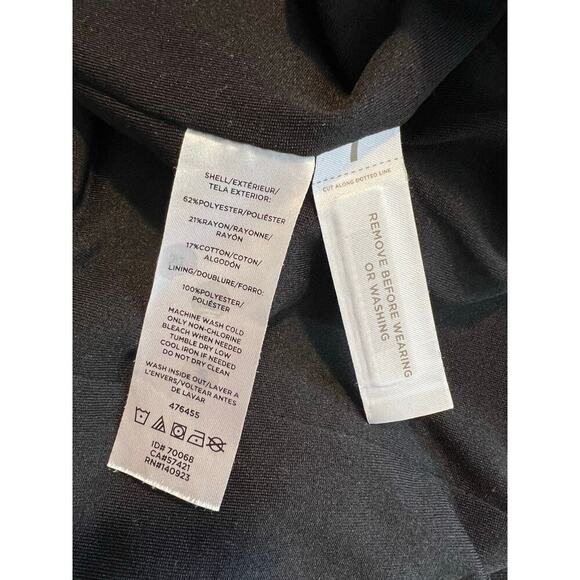 SHELL/EXTÉRIEUR/
TELA EXTERIOR:
62%POLYESTER/POLIÉSTER
21%RAYON/RAYONNE/
RAYÓN
17%COTTON/COTON/
ALGODÓN
LINING/DOUBLURE/FORRO:
100%POLYESTER/
POLIÉSTER
MACHINE WASH COLD
ONLY NON-CHLORINE
BLEACH WHEN NEEDED
TUMBLE DRY LOW
COOL IRON IF NEEDED
DO NOT DRY CLEAN
WASH INSIDE OUT/LAVER A
L'ENVERS/VOLTEAR ANTES
DE LAVAR
476455
ID# 70068
CA#57421
RN#140923
CUT ALONG DOTTED LINE
REMOVE BEFORE WEARING
OR WASHING